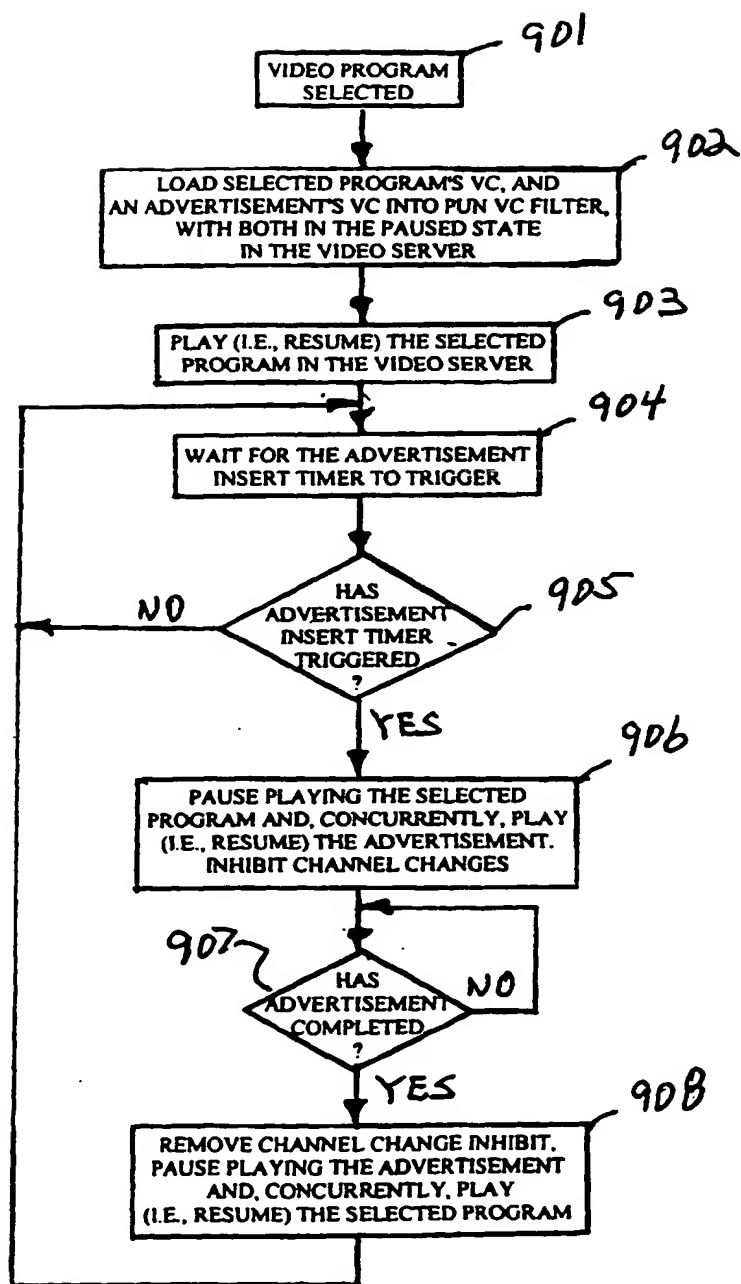 901
VIDEO PROGRAM
SELECTED
902
LOAD SELECTED PROGRAM'S VC, AND
AN ADVERTISEMENT'S VC INTO PUN VC FILTER,
WITH BOTH IN THE PAUSED STATE
IN THE VIDEO SERVER
903
PLAY (I.E., RESUME) THE SELECTED
PROGRAM IN THE VIDEO SERVER
904
WAIT FOR THE ADVERTISEMENT
INSERT TIMER TO TRIGGER
905
HAS
ADVERTISEMENT
INSERT TIMER
TRIGGERED
?
NO
YES
906
PAUSE PLAYING THE SELECTED
PROGRAM AND, CONCURRENTLY, PLAY
(I.E., RESUME) THE ADVERTISEMENT.
INHIBIT CHANNEL CHANGES
907
HAS
ADVERTISEMENT
COMPLETED
?
NO
YES
908
REMOVE CHANNEL CHANGE INHIBIT.
PAUSE PLAYING THE ADVERTISEMENT
AND, CONCURRENTLY, PLAY
(I.E., RESUME) THE SELECTED PROGRAM